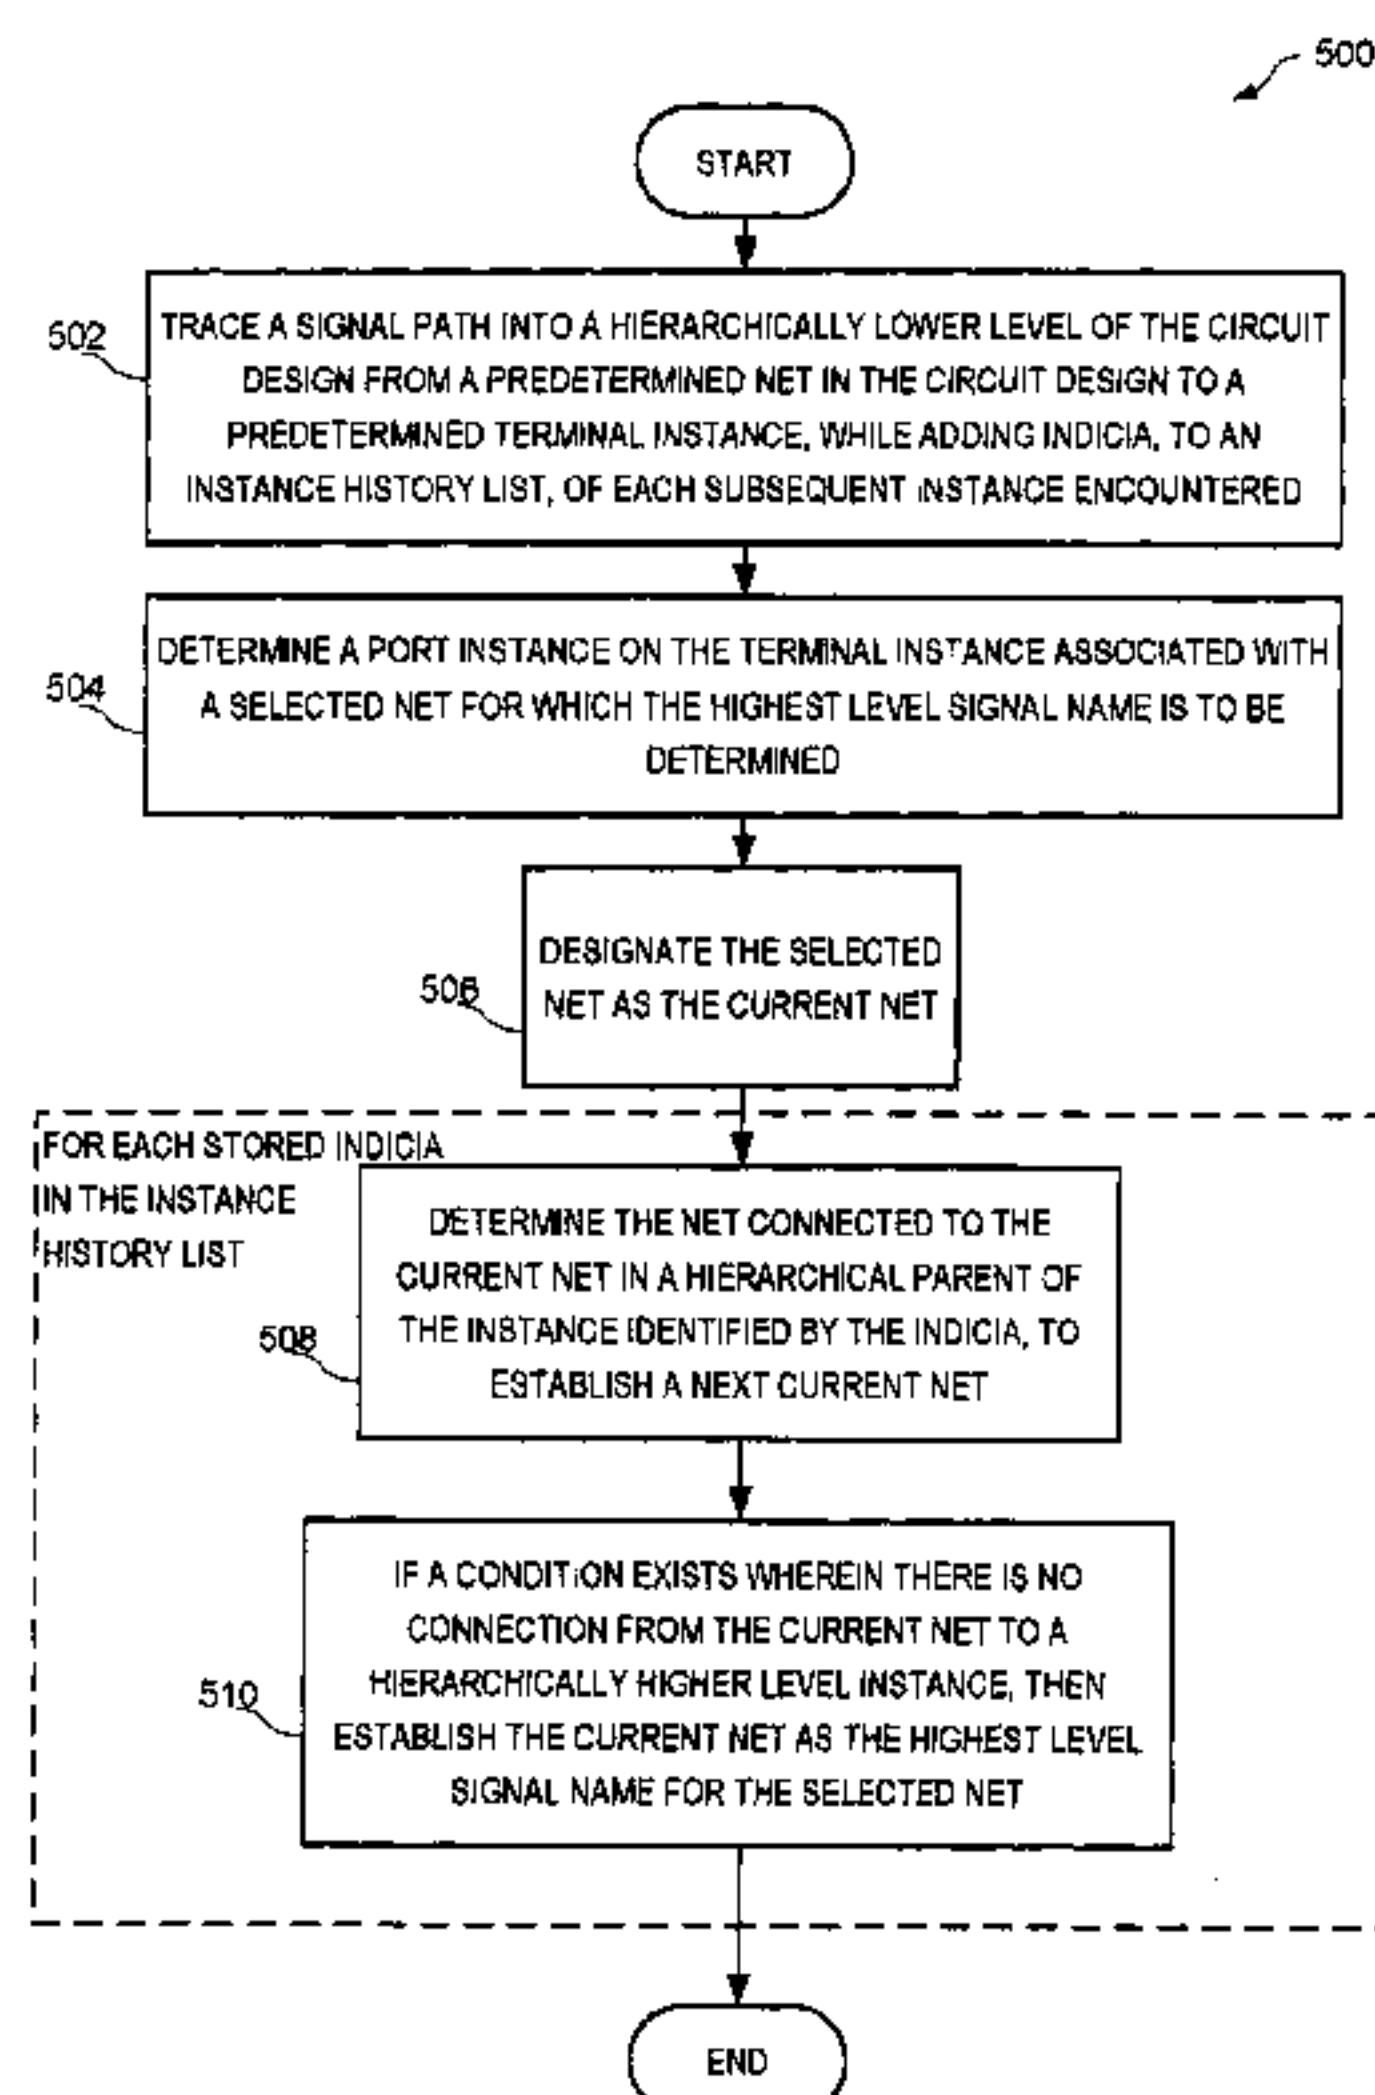 500
START
502
TRACE A SIGNAL PATH INTO A HIERARCHICALLY LOWER LEVEL OF THE CIRCUIT
DESIGN FROM A PREDETERMINED NET IN THE CIRCUIT DESIGN TO A
PREDETERMINED TERMINAL INSTANCE, WHILE ADDING INDICIA, TO AN
INSTANCE HISTORY LIST, OF EACH SUBSEQUENT INSTANCE ENCOUNTERED
504
DETERMINE A PORT INSTANCE ON THE TERMINAL INSTANCE ASSOCIATED WITH
A SELECTED NET FOR WHICH THE HIGHEST LEVEL SIGNAL NAME IS TO BE
DETERMINED
506
DESIGNATE THE SELECTED
NET AS THE CURRENT NET
FOR EACH STORED INDICIA
IN THE INSTANCE
HISTORY LIST
508
DETERMINE THE NET CONNECTED TO THE
CURRENT NET IN A HIERARCHICAL PARENT OF
THE INSTANCE IDENTIFIED BY THE INDICIA, TO
ESTABLISH A NEXT CURRENT NET
510
IF A CONDITION EXISTS WHEREIN THERE IS NO
CONNECTION FROM THE CURRENT NET TO A
HIERARCHICALLY HIGHER LEVEL INSTANCE, THEN
ESTABLISH THE CURRENT NET AS THE HIGHEST LEVEL
SIGNAL NAME FOR THE SELECTED NET
END